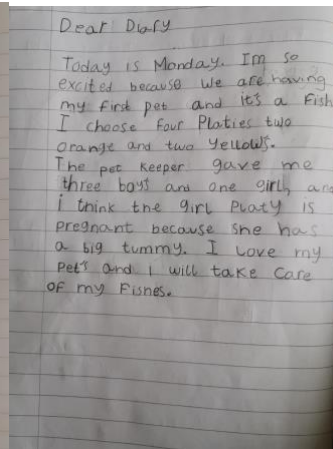 Dear Diary
Today is Monday. Im so
excited because we are having
my first pet and it's a Fish
I choose four Platies two
orange and two Yellows.
The pet keeper gave me
three boys and one girl, and
i think the girl Platy is
pregnant because she has
a big tummy. I Love my
Pets and i will take care
of my Fishes.